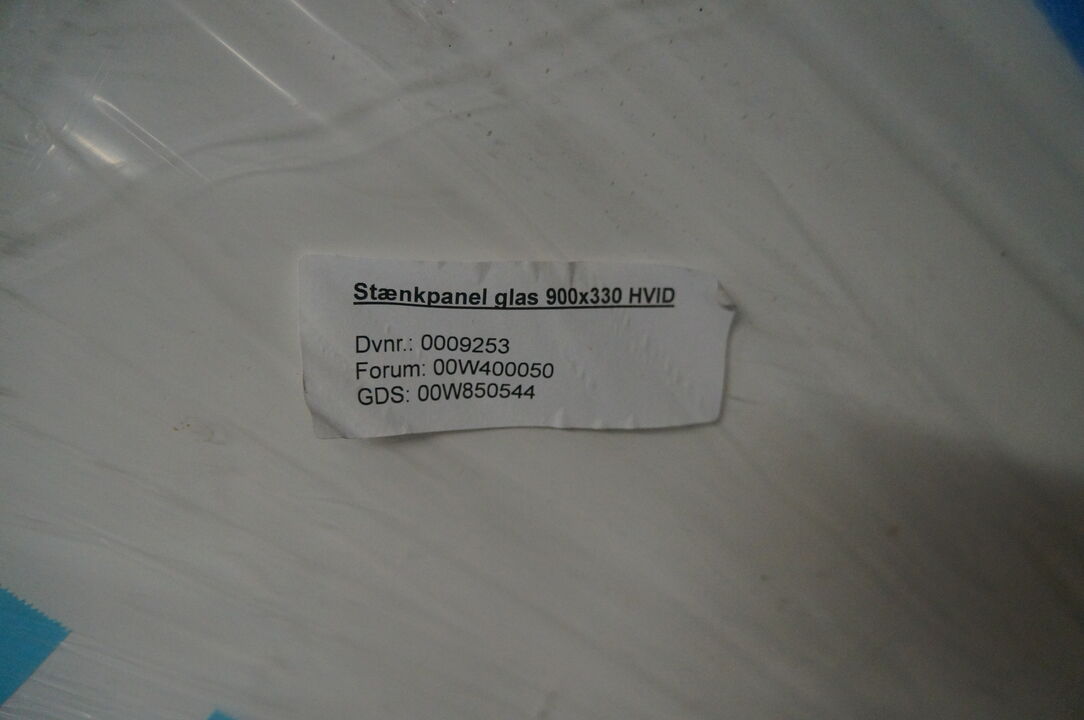 Stænkpanel glas 900x330 HVID
Dvnr.: 0009253
Forum: 00W400050
GDS: 00W850544